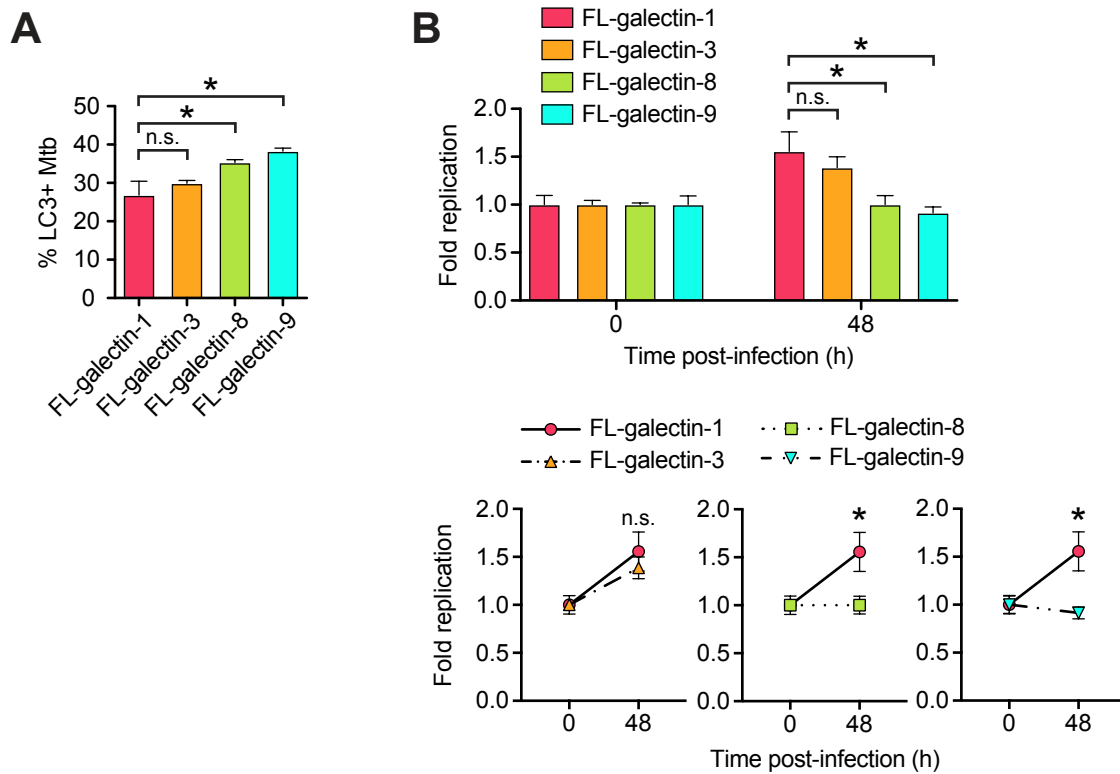 A
*
*
n.s.
50
40
30
20
10
0
% LC3+ Mtb
FL-galectin-1
FL-galectin-3
FL-galectin-8
FL-galectin-9
B
FL-galectin-1
FL-galectin-3
FL-galectin-8
FL-galectin-9
*
*
n.s.
2.0
1.5
1.0
0.5
0.0
Fold replication
0 48
Time post-infection (h)
FL-galectin-1 FL-galectin-8
FL-galectin-3 FL-galectin-9
Fold replication
2.0
1.5
1.0
0.5
0.0
n.s.
0 48
2.0
1.5
1.0
0.5
0.0
*
0 48
2.0
1.5
1.0
0.5
0.0
*
0 48
Time post-infection (h)